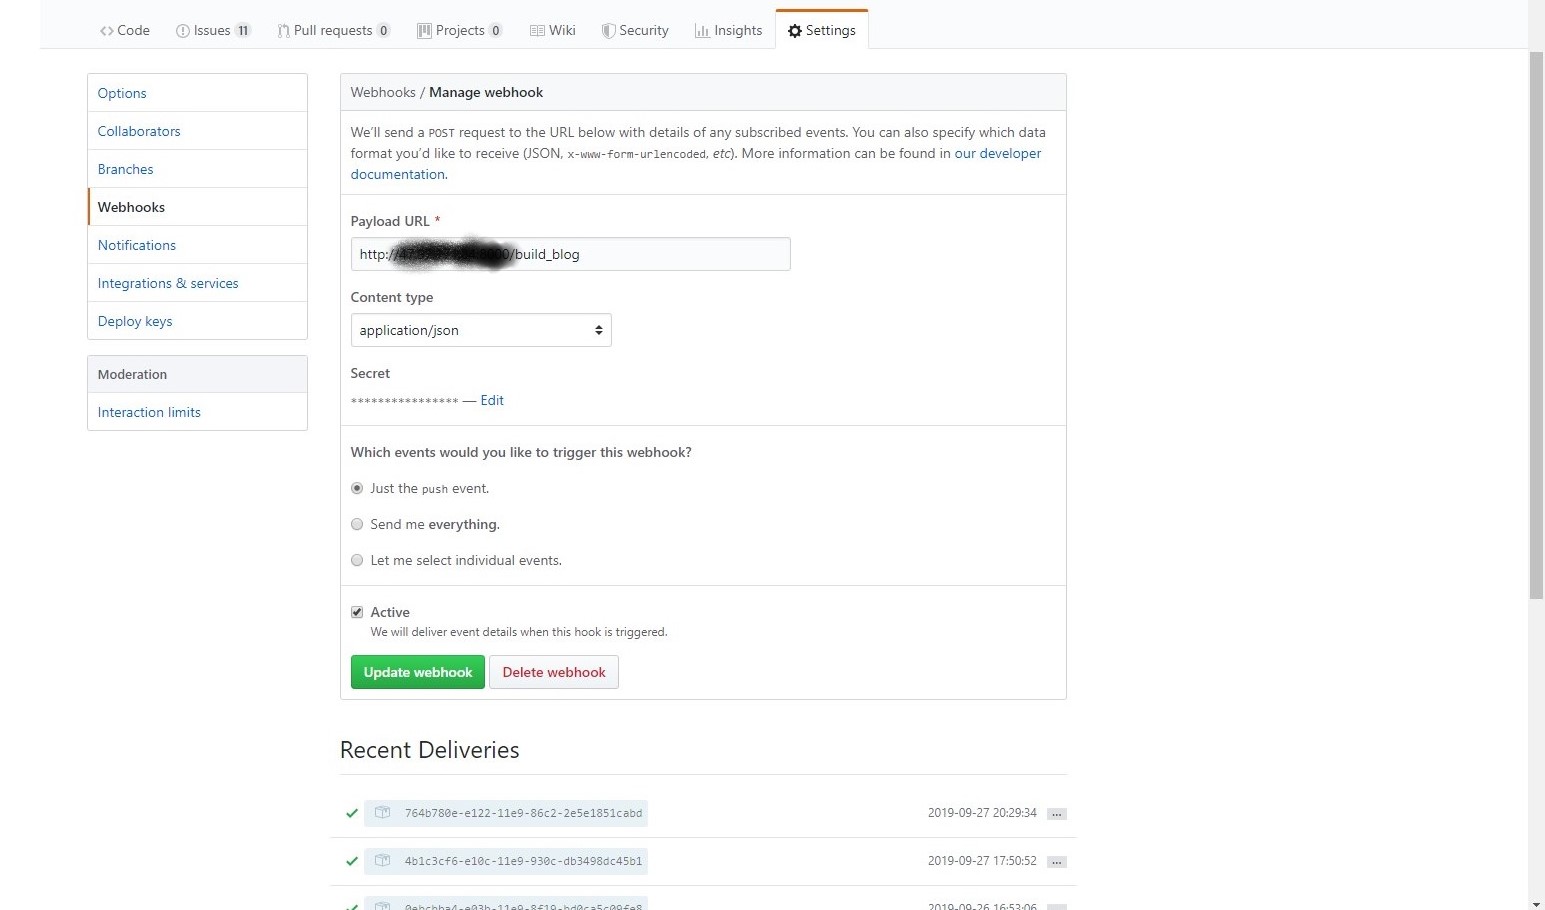 Code Issues 11 Pull requests 0 Projects 0 Wiki Security Insights Settings
Options
Collaborators
Branches
Webhooks
Notifications
Integrations & services
Deploy keys
Moderation
Interaction limits
Webhooks / Manage webhook
We'll send a POST request to the URL below with details of any subscribed events. You can also specify which data
format you'd like to receive (JSON, x-www-form-urlencoded, etc). More information can be found in our developer
documentation.
Payload URL *
http:// /build_blog
Content type
application/json
Secret
**************** — Edit
Which events would you like to trigger this webhook?
Just the push event.
Send me everything.
Let me select individual events.
Active
We will deliver event details when this hook is triggered.
Update webhook Delete webhook
Recent Deliveries
764b780e-e122-11e9-86c2-2e5e1851cabd 2019-09-27 20:29:34 ...
4b1c3cf6-e10c-11e9-930c-db3498dc45b1 2019-09-27 17:50:52 ...
2019-09-26 16:53:06